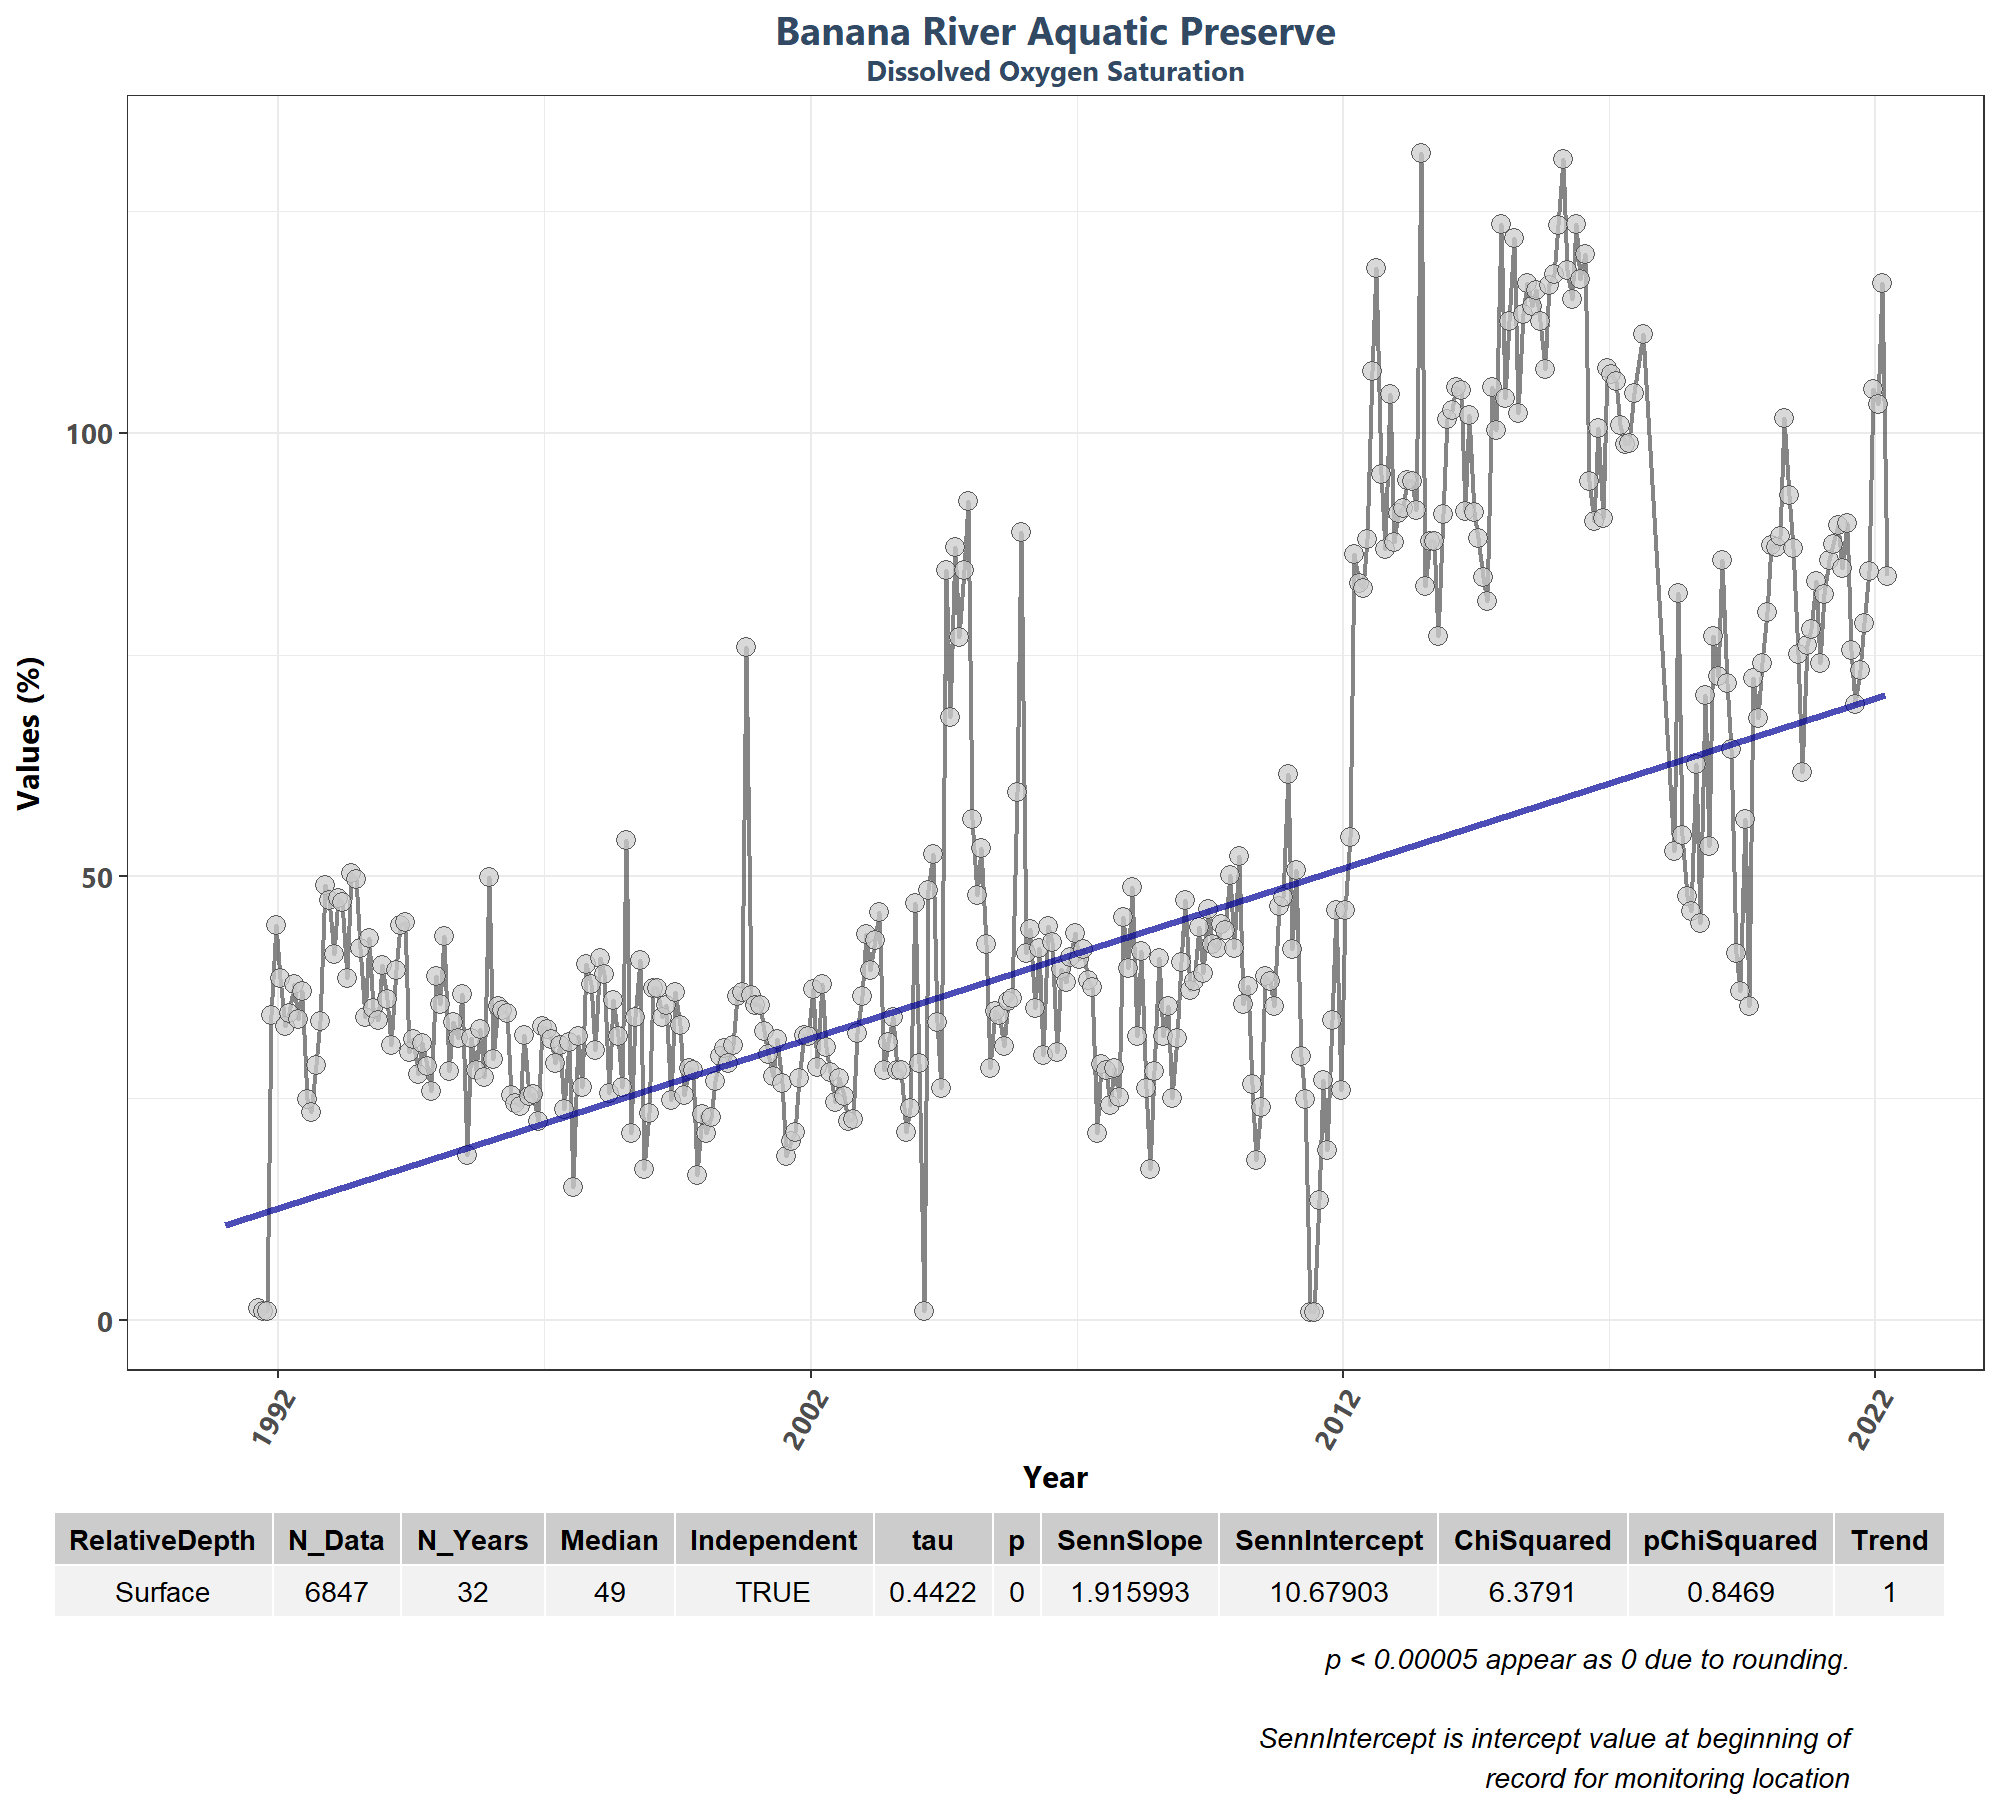 Banana River Aquatic Preserve
Dissolved Oxygen Saturation
Values (%)
100
50
0
1992 2002 2012 2022
Year
RelativeDepth N_Data N_Years Median Independent tau p SennSlope SennIntercept ChiSquared pChiSquared Trend
Surface 6847 32 49 TRUE 0.4422 0 1.915993 10.67903 6.3791 0.8469 1
p < 0.00005 appear as 0 due to rounding.
SennIntercept is intercept value at beginning of
record for monitoring location